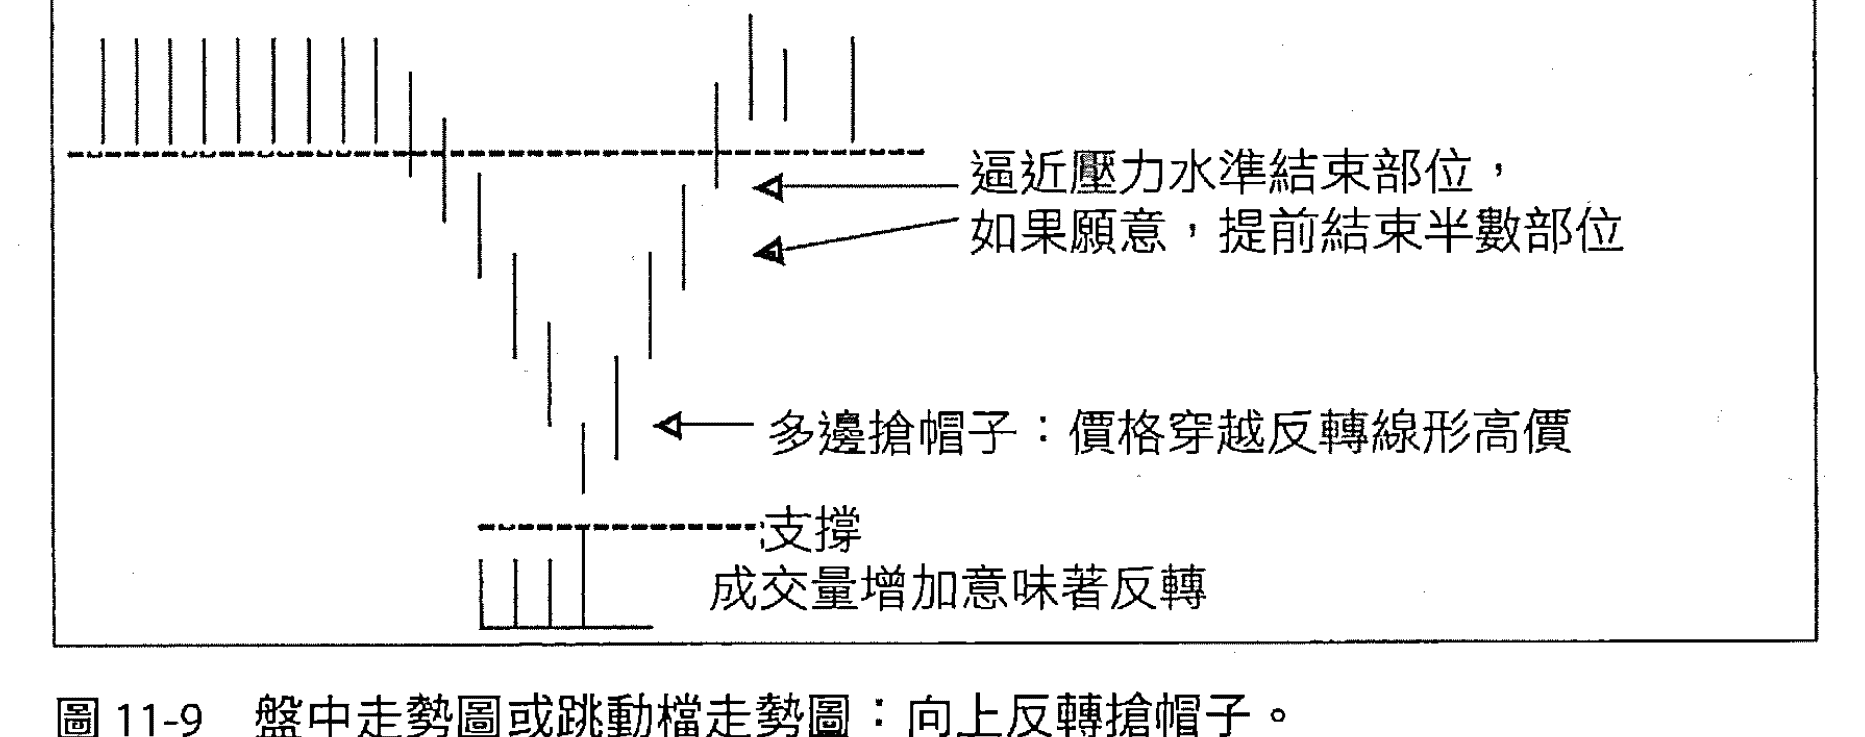 逼近壓力水準結束部位，
如果願意，提前結束半數部位
多邊搶帽子：價格穿越反轉線形高價
支撐
成交量增加意味著反轉
圖 11-9　盤中走勢圖或跳動檔走勢圖：向上反轉搶帽子。